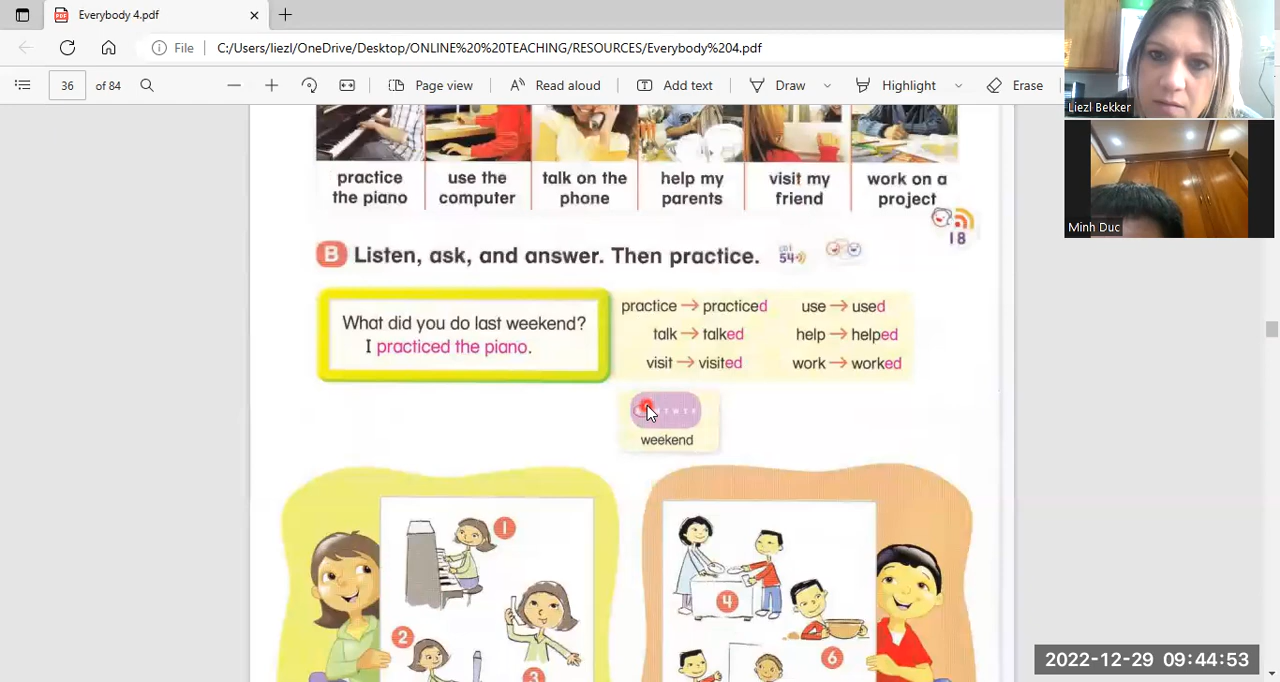 Everybody 4.pdf
File
C:/Users/liezl/OneDrive/Desktop/ONLINE%20%20TEACHING/RESOURCES/Everybody%204.pdf
36 of 84
Page view
Read aloud
Add text
Draw
Highlight
Erase
Liezl Bekker
Minh Duc
practice the piano
use the computer
talk on the phone
help my parents
visit my friend
work on a project
18
B Listen, ask, and answer. Then practice.
CD1
54
What did you do last weekend?
I practiced the piano.
practice → practiced
use → used
talk → talked
help → helped
visit → visited
work → worked
weekend
1
2
3
4
6
2022-12-29 09:44:53